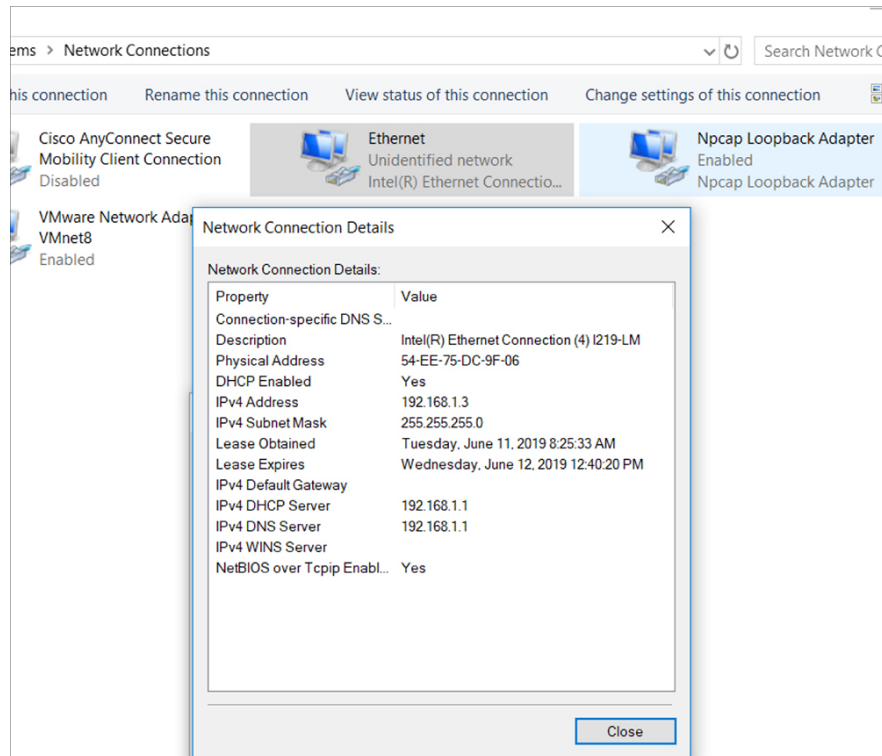 ems > Network Connections
Search Network C
his connection Rename this connection View status of this connection Change settings of this connection
Cisco AnyConnect Secure
Mobility Client Connection
Disabled
Ethernet
Unidentified network
Intel(R) Ethernet Connectio...
Npcap Loopback Adapter
Enabled
Npcap Loopback Adapter
VMware Network Adap
VMnet8
Enabled
Network Connection Details
Network Connection Details:
Property Value
Connection-specific DNS S...
Description Intel(R) Ethernet Connection (4) I219-LM
Physical Address 54-EE-75-DC-9F-06
DHCP Enabled Yes
IPv4 Address 192.168.1.3
IPv4 Subnet Mask 255.255.255.0
Lease Obtained Tuesday, June 11, 2019 8:25:33 AM
Lease Expires Wednesday, June 12, 2019 12:40:20 PM
IPv4 Default Gateway
IPv4 DHCP Server 192.168.1.1
IPv4 DNS Server 192.168.1.1
IPv4 WINS Server
NetBIOS over Tcpip Enabl... Yes
Close